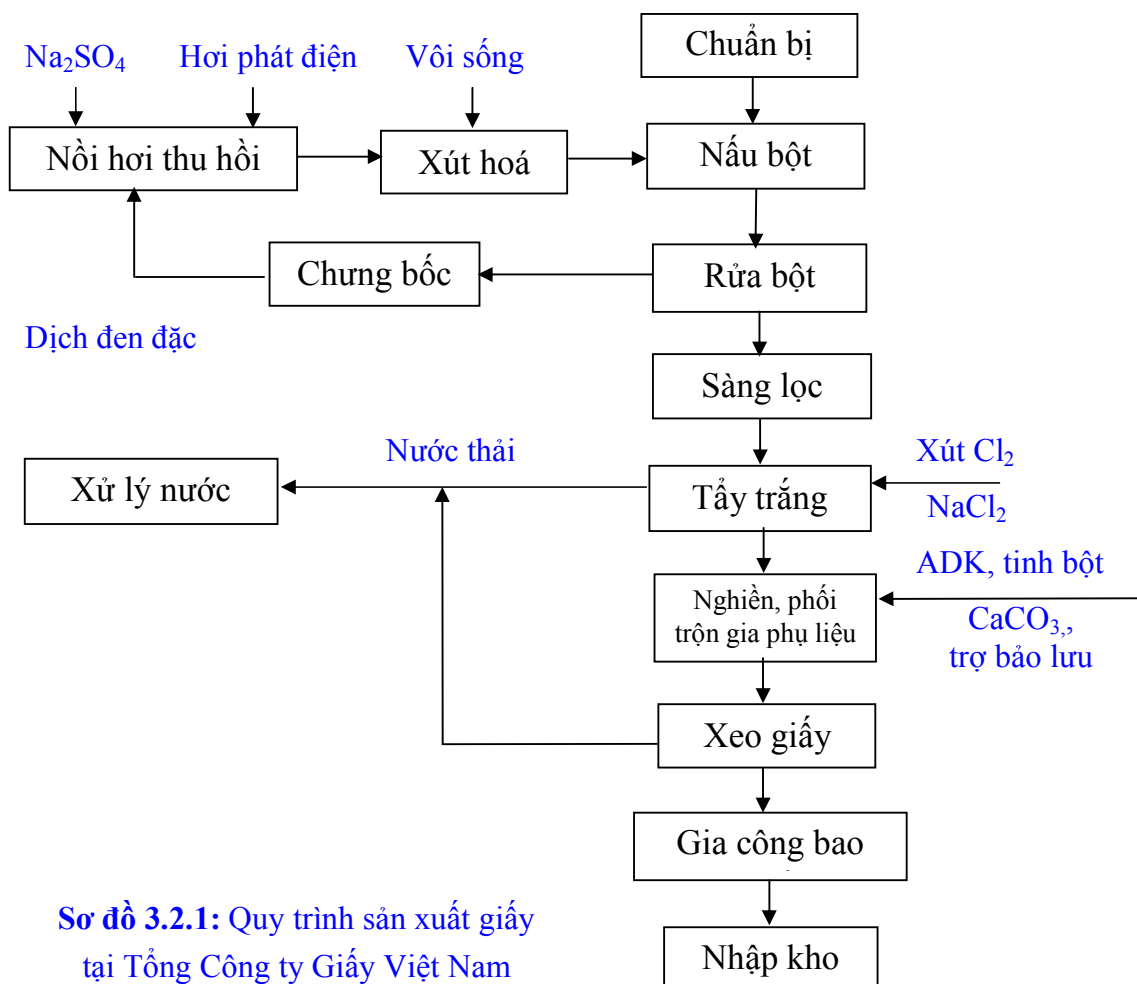 Chuẩn bị
Na2SO4
Hơi phát điện
Vôi sống
Nồi hơi thu hồi
Xút hoá
Nấu bột
Chưng bốc
Rửa bột
Dịch đen đặc
Sàng lọc
Nước thải
Xút Cl2
Xử lý nước
Tẩy trắng
NaCl2
ADK, tinh bột
Nghiền, phối
trộn gia phụ liệu
CaCO3,,
trợ bảo lưu
Xeo giấy
Gia công bao
Sơ đồ 3.2.1: Quy trình sản xuất giấy
tại Tổng Công ty Giấy Việt Nam
Nhập kho